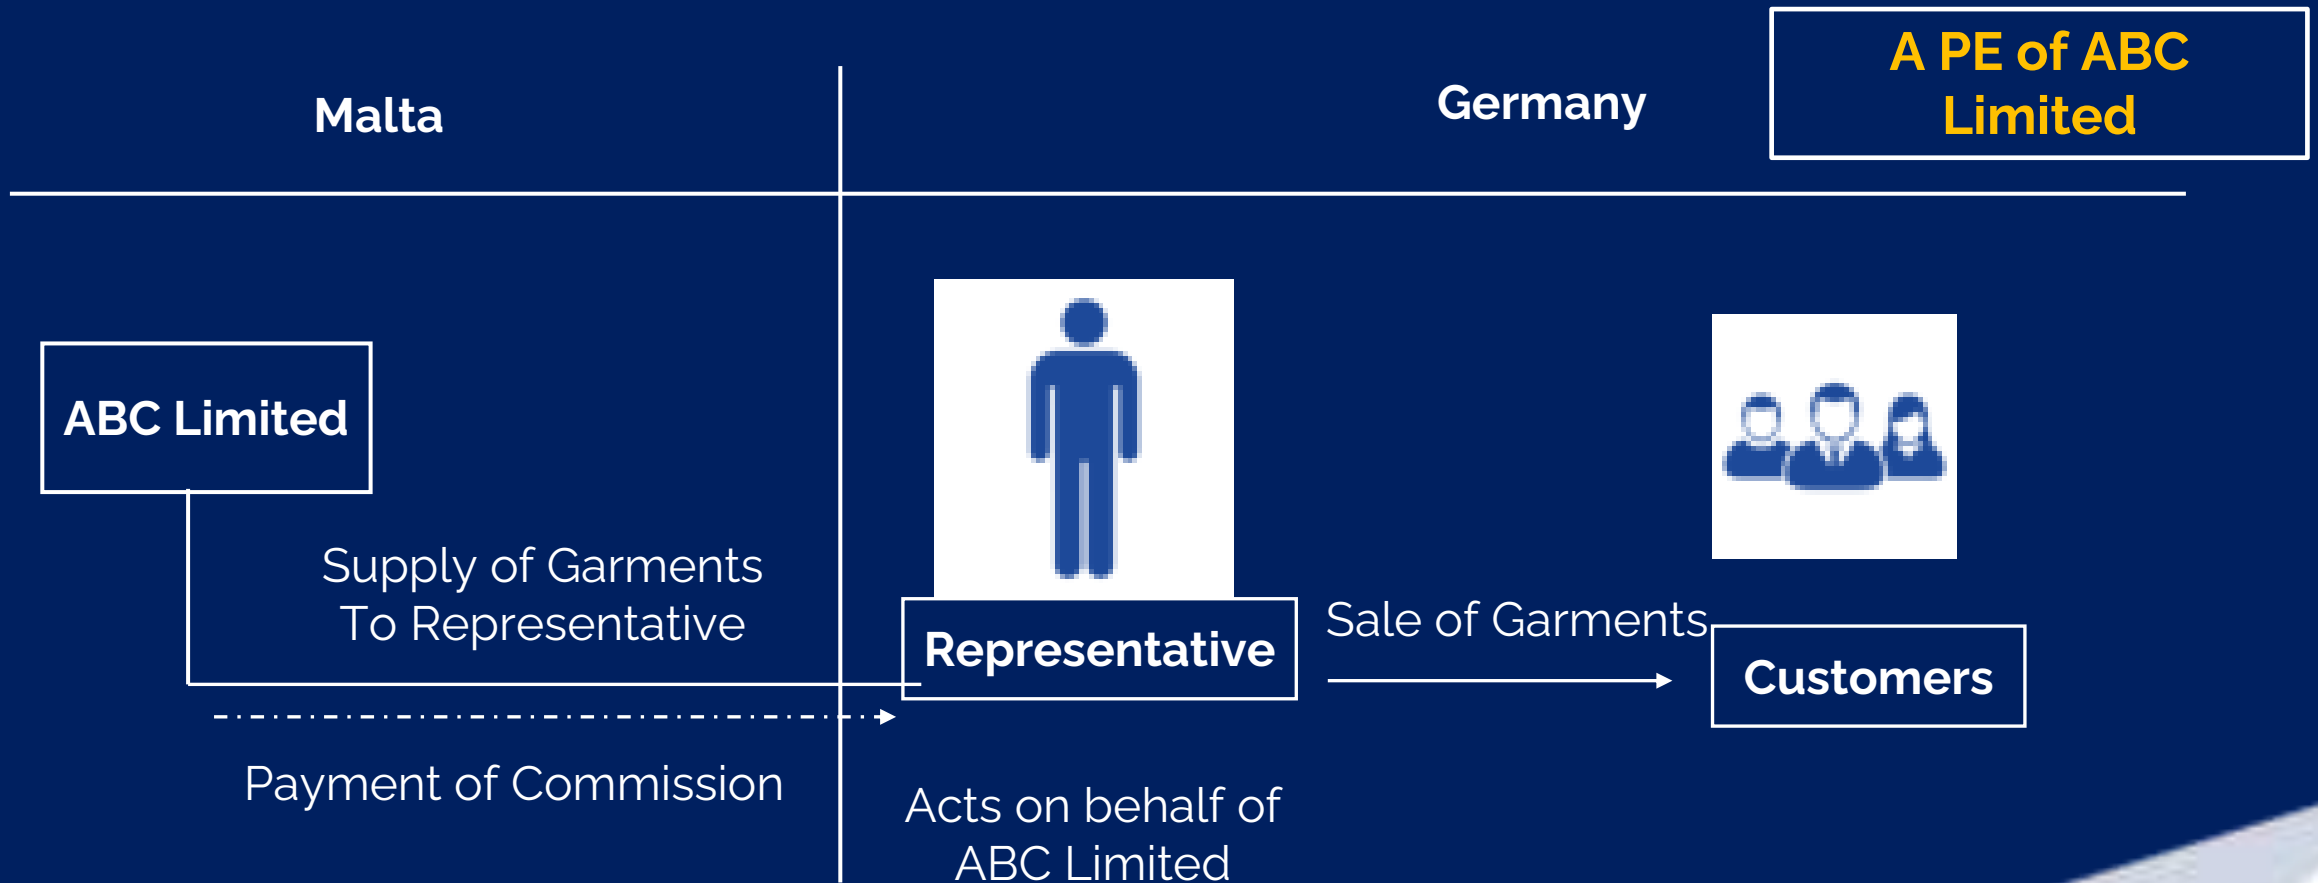 Malta
Germany
A PE of ABC
Limited
ABC Limited
Supply of Garments
To Representative
Representative
Sale of Garments
Customers
Payment of Commission
Acts on behalf of
ABC Limited